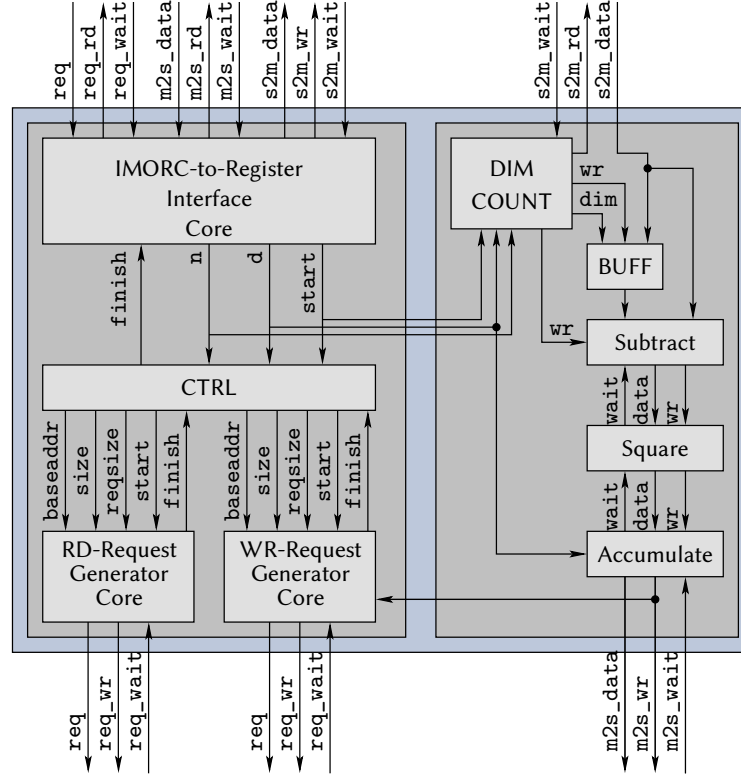 req
req_rd
req_wait
m2s_data
m2s_rd
m2s_wait
s2m_data
s2m_wr
s2m_wait
s2m_wait
s2m_rd
s2m_data
IMORC-to-Register
Interface
Core
DIM
COUNT
wr
dim
BUFF
finish
n
d
start
wr
Subtract
CTRL
wait
data
wr
baseaddr
size
reqsize
start
finish
baseaddr
size
reqsize
start
finish
Square
wait
data
wr
RD-Request
Generator
Core
WR-Request
Generator
Core
Accumulate
req
req_wr
req_wait
req
req_wr
req_wait
m2s_data
m2s_wr
m2s_wait